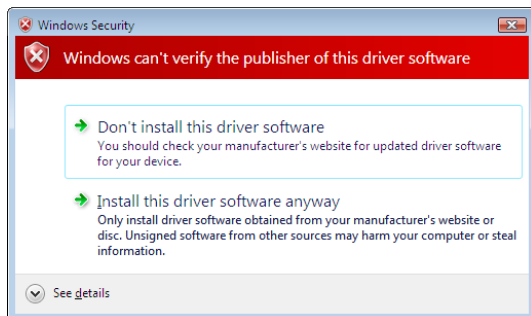 Windows Security
Windows can't verify the publisher of this driver software
Don't install this driver software
You should check your manufacturer's website for updated driver software
for your device.
Install this driver software anyway
Only install driver software obtained from your manufacturer's website or
disc. Unsigned software from other sources may harm your computer or steal
information.
See details